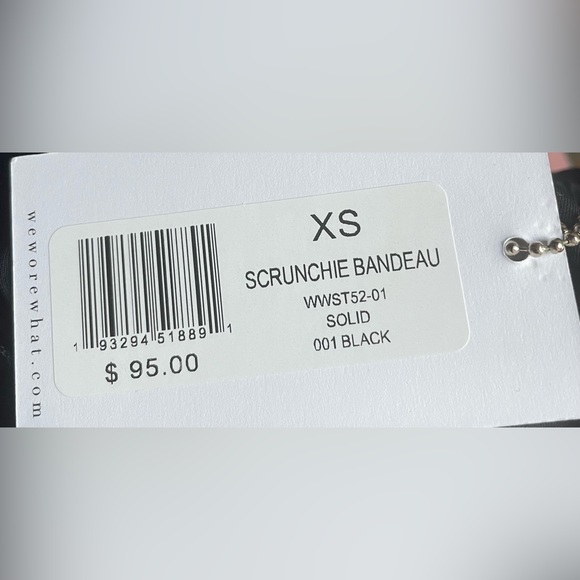 weworewhat.com
XS
SCRUNCHIE BANDEAU
WWST52-01
SOLID
001 BLACK
1 93294 51889 1
$ 95.00